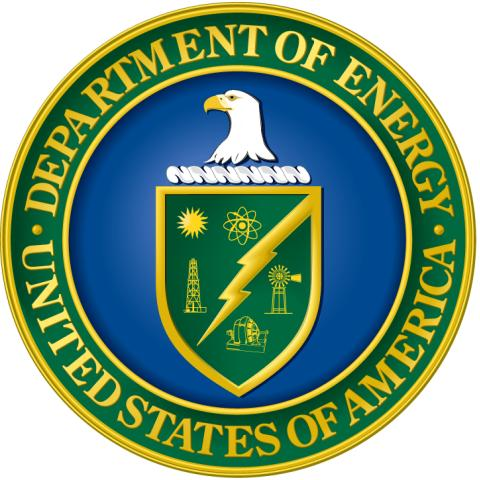 DEPARTMENT OF ENERGY
UNITED STATES OF AMERICA